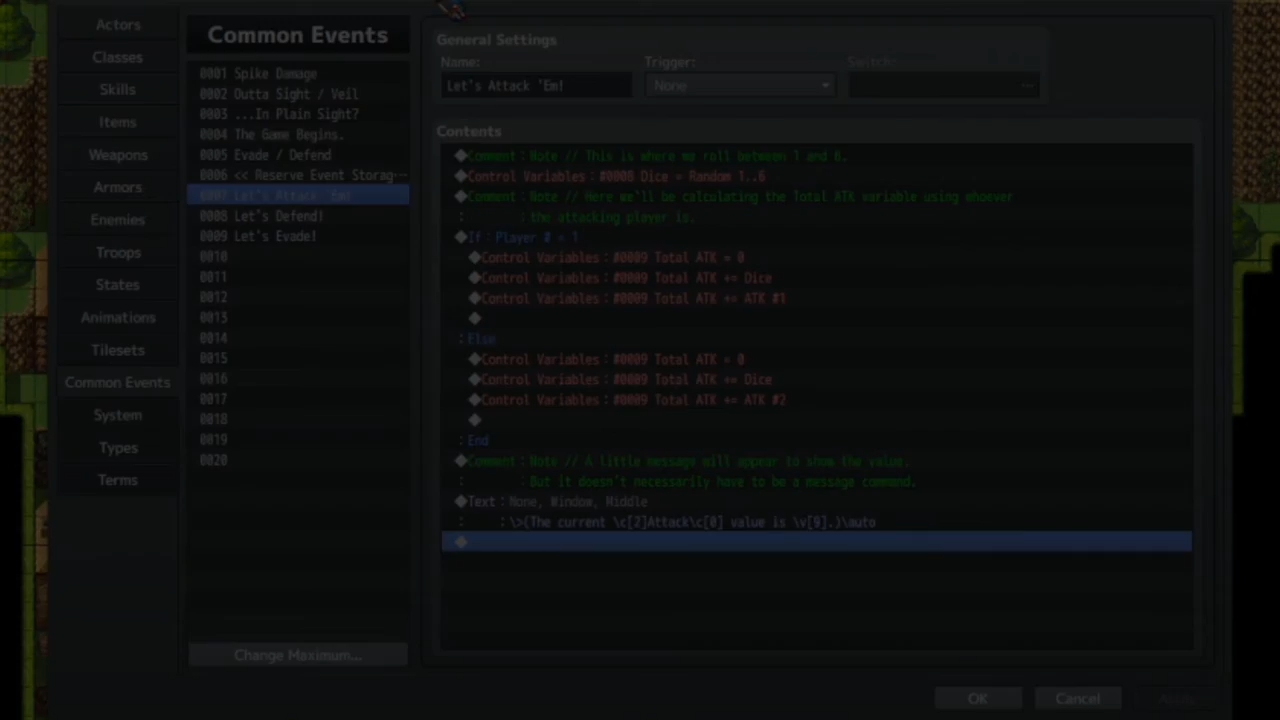 Actors
Classes
Skills
Items
Weapons
Armors
Enemies
Troops
States
Animations
Tilesets
Common Events
System
Types
Terms
Common Events
0001 Spike Damage
0002 Outta Sight / Veil
0003 ...In Plain Sight?
0004 The Game Begins.
0005 Evade / Defend
0006 << Reserve Event Storag…
0007 Let's Attack 'Em!
0008 Let's Defend!
0009 Let's Evade!
0010
0011
0012
0013
0014
0015
0016
0017
0018
0019
0020
Change Maximum...
General Settings
Name:
Trigger:
Switch:
Let's Attack 'Em!
None
...
Contents
◆Comment：Note // This is where we roll between 1 and 6.
◆Control Variables：#0008 Dice = Random 1..6
◆Comment：Note // Here we'll be calculating the Total ATK variable using whoever
：the attacking player is.
◆If：Player # = 1
◆Control Variables：#0009 Total ATK = 0
◆Control Variables：#0009 Total ATK += Dice
◆Control Variables：#0009 Total ATK += ATK #1
◆
：Else
◆Control Variables：#0009 Total ATK = 0
◆Control Variables：#0009 Total ATK += Dice
◆Control Variables：#0009 Total ATK += ATK #2
◆
：End
◆Comment：Note // A little message will appear to show the value.
：But it doesn't necessarily have to be a message command.
◆Text：None, Window, Middle
：\>(The current \c[2]Attack\c[0] value is \v[9].)\auto
◆
OK
Cancel
Apply